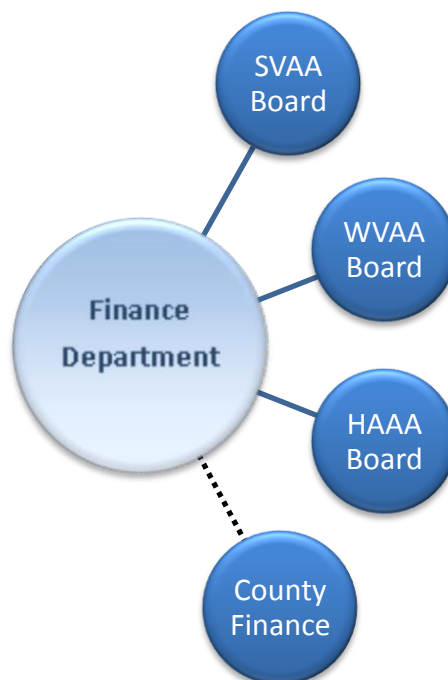 SVAA
Board
WVAA
Board
Finance
Department
HAAA
Board
County
Finance